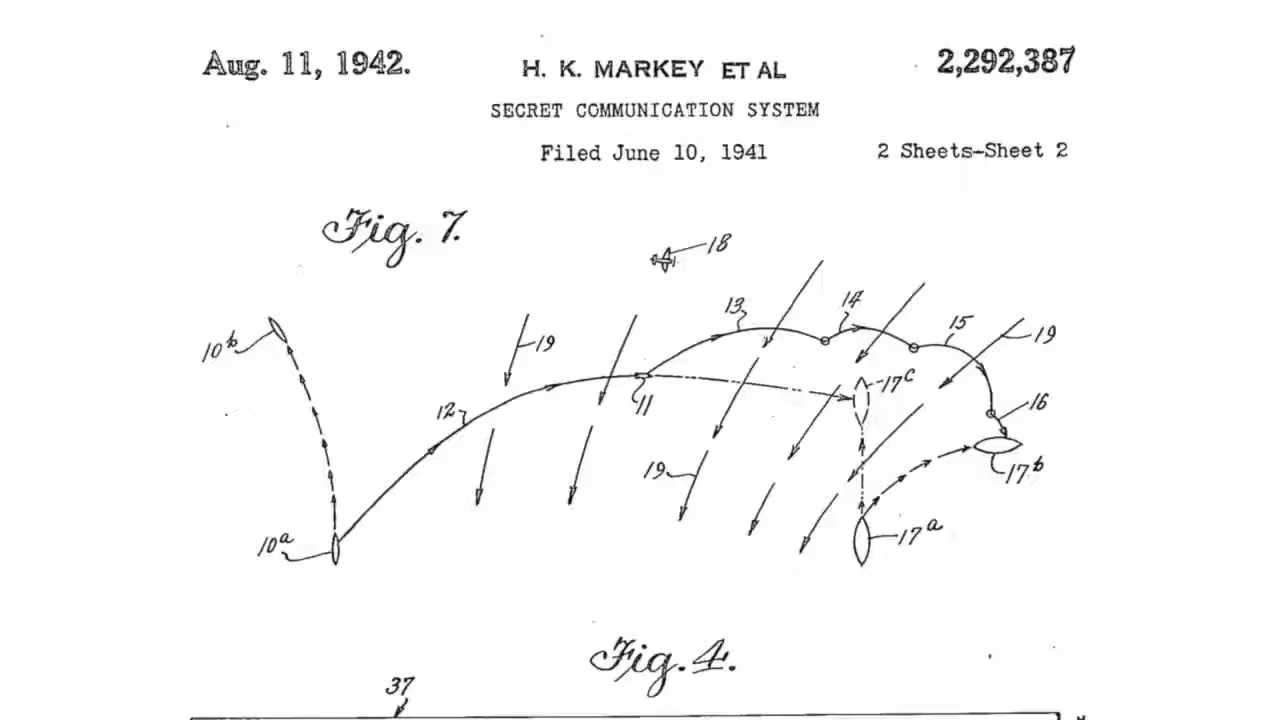 Aug. 11, 1942. H. K. MARKEY ET AL 2,292,387
SECRET COMMUNICATION SYSTEM
Filed June 10, 1941 2 Sheets-Sheet 2
Fig. 7.
18
13 14 15 19
10b 19 11 17c
12 16
19 17b
10a 17a
Fig. 4.
37